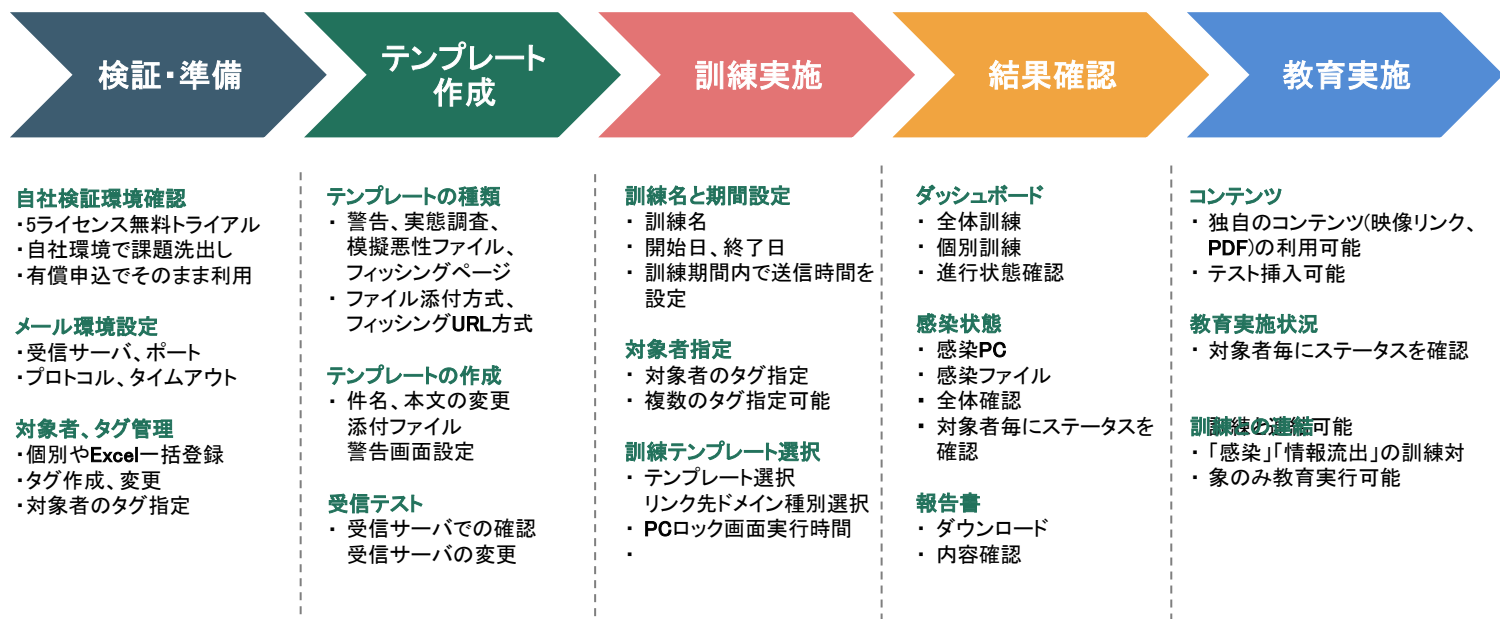 検証・準備
テンプレート
作成
訓練実施
結果確認
教育実施
自社検証環境確認
・5ライセンス無料トライアル
・自社環境で課題洗出し
・有償申込でそのまま利用
メール環境設定
・受信サーバ、ポート
・プロトコル、タイムアウト
対象者、タグ管理
・個別やExcel一括登録
・タグ作成、変更
・対象者のタグ指定
テンプレートの種類
・ 警告、実態調査、
模擬悪性ファイル、
フィッシングページ
・ ファイル添付方式、
フィッシングURL方式
テンプレートの作成
・ 件名、本文の変更
添付ファイル
警告画面設定
受信テスト
・ 受信サーバでの確認
受信サーバの変更
訓練名と期間設定
・ 訓練名
・ 開始日、終了日
・ 訓練期間内で送信時間を
設定
対象者指定
・ 対象者のタグ指定
・ 複数のタグ指定可能
訓練テンプレート選択
・ テンプレート選択
リンク先ドメイン種別選択
・ PCロック画面実行時間
・
ダッシュボード
・ 全体訓練
・ 個別訓練
・ 進行状態確認
感染状態
・ 感染PC
・ 感染ファイル
・ 全体確認
・ 対象者毎にステータスを
確認
報告書
・ ダウンロード
・ 内容確認
コンテンツ
・ 独自のコンテンツ(映像リンク、
PDF)の利用可能
・ テスト挿入可能
教育実施状況
・ 対象者毎にステータスを確認
訓練との連結
・ 訓練との連結可能
・ 「感染」「情報流出」の訓練対
・ 象のみ教育実行可能